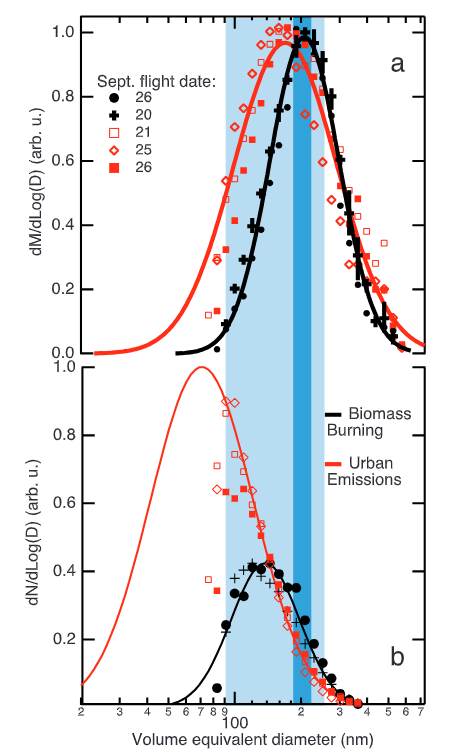 1.0
0.8
0.6
0.4
0.2
0.0
dM/dLog(D) (arb. u.)
a
Sept. flight date:
26
20
21
25
26
1.0
0.8
0.6
0.4
0.2
dN/dLog(D) (arb. u.)
Biomass
Burning
Urban
Emissions
b
2 3 4 5 6 7 8 100 2 3 4 5 6 7
Volume equivalent diameter (nm)